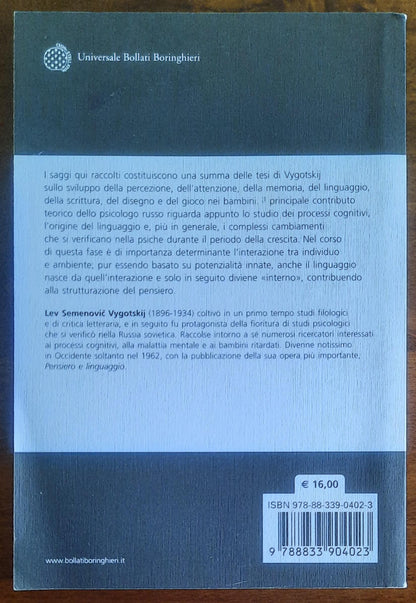 Universale Bollati Boringhieri
I saggi qui raccolti costituiscono una summa delle tesi di Vygotskij
sullo sviluppo della percezione, dell'attenzione, della memoria, del linguaggio,
della scrittura, del disegno e del gioco nei bambini. Il principale contributo
teorico dello psicologo russo riguarda appunto lo studio dei processi cognitivi,
l'origine del linguaggio e, più in generale, i complessi cambiamenti
che si verificano nella psiche durante il periodo della crescita. Nel corso
di questa fase è di importanza determinante l'interazione tra individuo
e ambiente; pur essendo basato su potenzialità innate, anche il linguaggio
nasce da quell'interazione e solo in seguito diviene «interno», contribuendo
alla strutturazione del pensiero.
Lev Semenovič Vygotskij (1896-1934) coltivò in un primo tempo studi filologici
e di critica letteraria, e in seguito fu protagonista della fioritura di studi psicologici
che si verificò nella Russia sovietica. Raccolse intorno a sé numerosi ricercatori interessati
ai processi cognitivi, alla malattia mentale e ai bambini ritardati. Divenne notissimo
in Occidente soltanto nel 1962, con la pubblicazione della sua opera più importante,
Pensiero e linguaggio.
€ 16,00
ISBN 978-88-339-0402-3
9 788833 904023
www.bollatiboringhieri.it